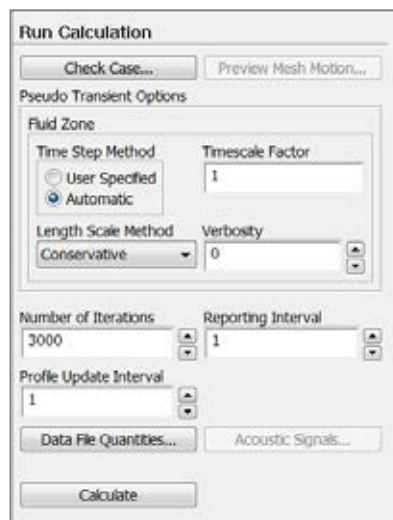 Run Calculation
Check Case... Preview Mesh Motion...
Pseudo Transient Options
Fluid Zone
Time Step Method Timescale Factor
User Specified 1
Automatic
Length Scale Method Verbosity
Conservative 0
Number of Iterations Reporting Interval
3000 1
Profile Update Interval
1
Data File Quantities... Acoustic Signals...
Calculate